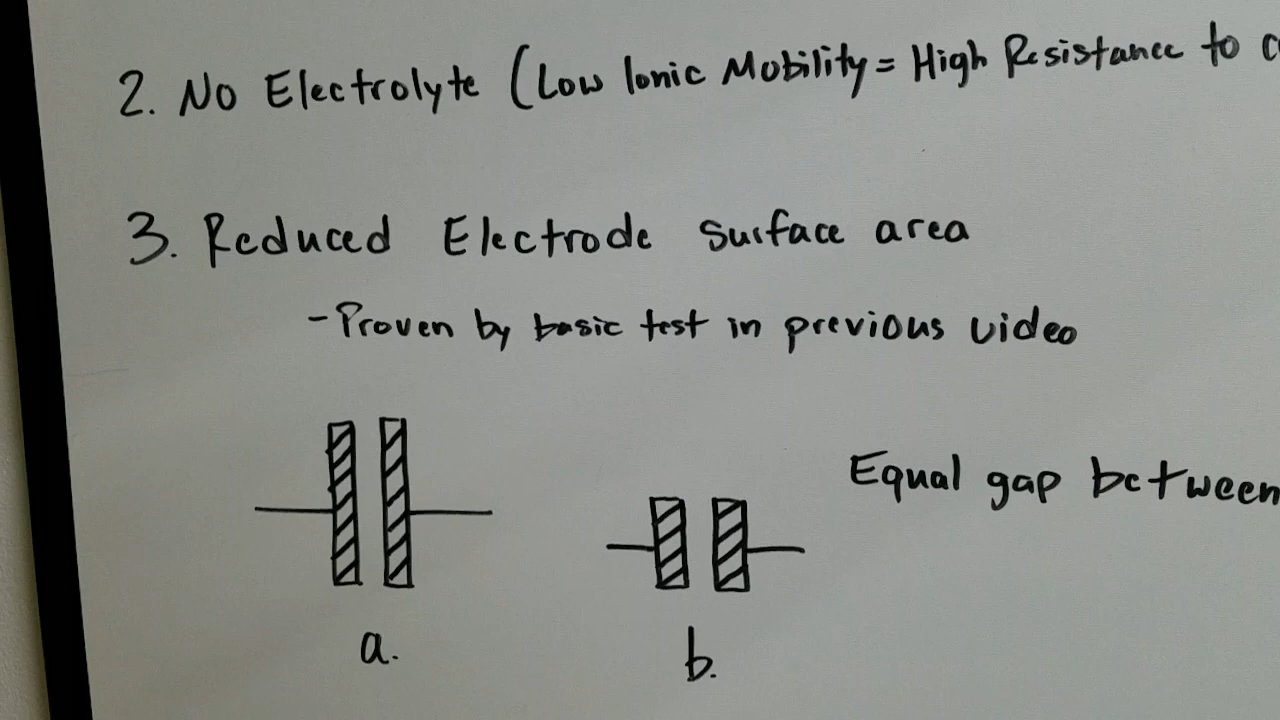 2. No Electrolyte (Low Ionic Mobility = High Resistance to
3. Reduced Electrode surface area
- Proven by basic test in previous video
Equal gap between
a.
b.